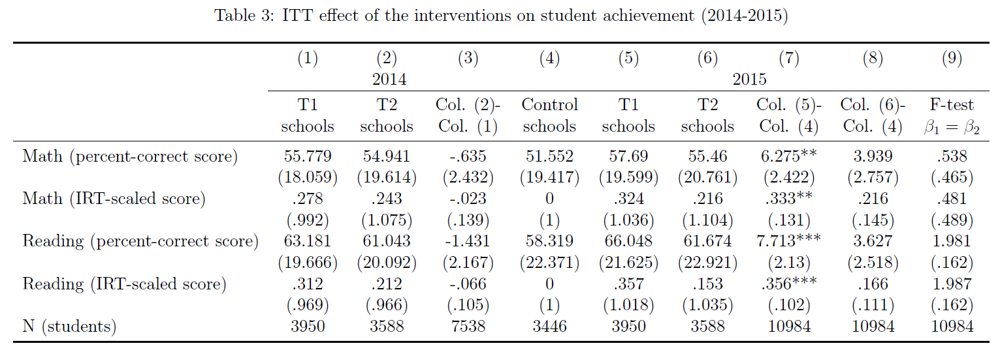 Table 3: ITT effect of the interventions on student achievement (2014-2015)
(1) (2) (3) (4) (5) (6) (7) (8) (9)
2014 2015
T1 T2 Col. (2)- Control T1 T2 Col. (5)- Col. (6)- F-test
schools schools Col. (1) schools schools schools Col. (4) Col. (4) β₁ = β₂
Math (percent-correct score) 55.779 54.941 -.635 51.552 57.69 55.46 6.275** 3.939 .538
(18.059) (19.614) (2.432) (19.417) (19.599) (20.761) (2.422) (2.757) (.465)
Math (IRT-scaled score) .278 .243 -.023 0 .324 .216 .333** .216 .481
(.992) (1.075) (.139) (1) (1.036) (1.104) (.131) (.145) (.489)
Reading (percent-correct score) 63.181 61.043 -1.431 58.319 66.048 61.674 7.713*** 3.627 1.981
(19.666) (20.092) (2.167) (22.371) (21.625) (22.921) (2.13) (2.518) (.162)
Reading (IRT-scaled score) .312 .212 -.066 0 .357 .153 .356*** .166 1.987
(.969) (.966) (.105) (1) (1.018) (1.035) (.102) (.111) (.162)
N (students) 3950 3588 7538 3446 3950 3588 10984 10984 10984